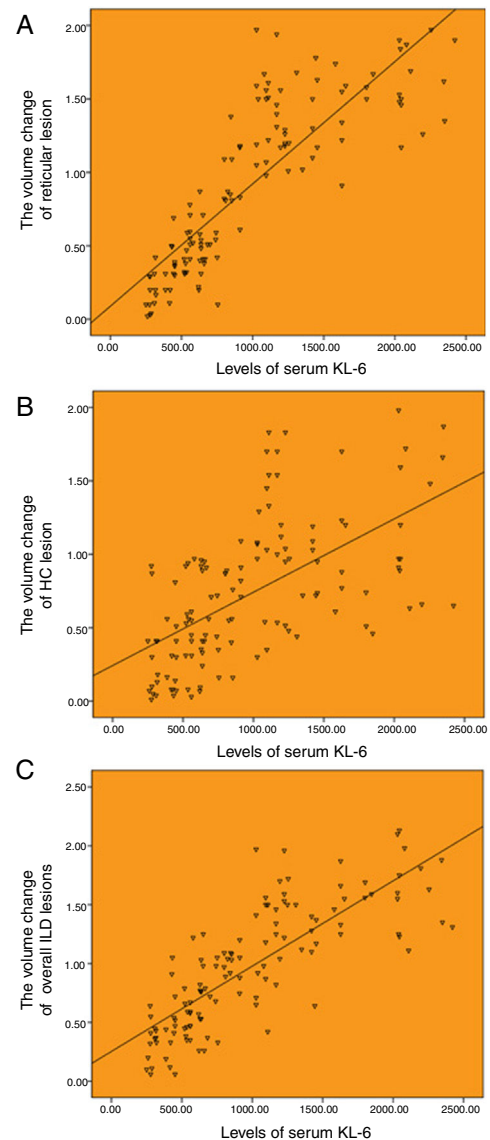 A
The volume change
of reticular lesion
2.00
1.50
1.00
0.50
0.00
0.00 500.00 1000.00 1500.00 2000.00 2500.00
Levels of serum KL-6
B
The volume change
of HC lesion
2.00
1.50
1.00
0.50
0.00
0.00 500.00 1000.00 1500.00 2000.00 2500.00
Levels of serum KL-6
C
The volume change
of overall ILD lesions
2.50
2.00
1.50
1.00
0.50
0.00
0.00 500.00 1000.00 1500.00 2000.00 2500.00
Levels of serum KL-6